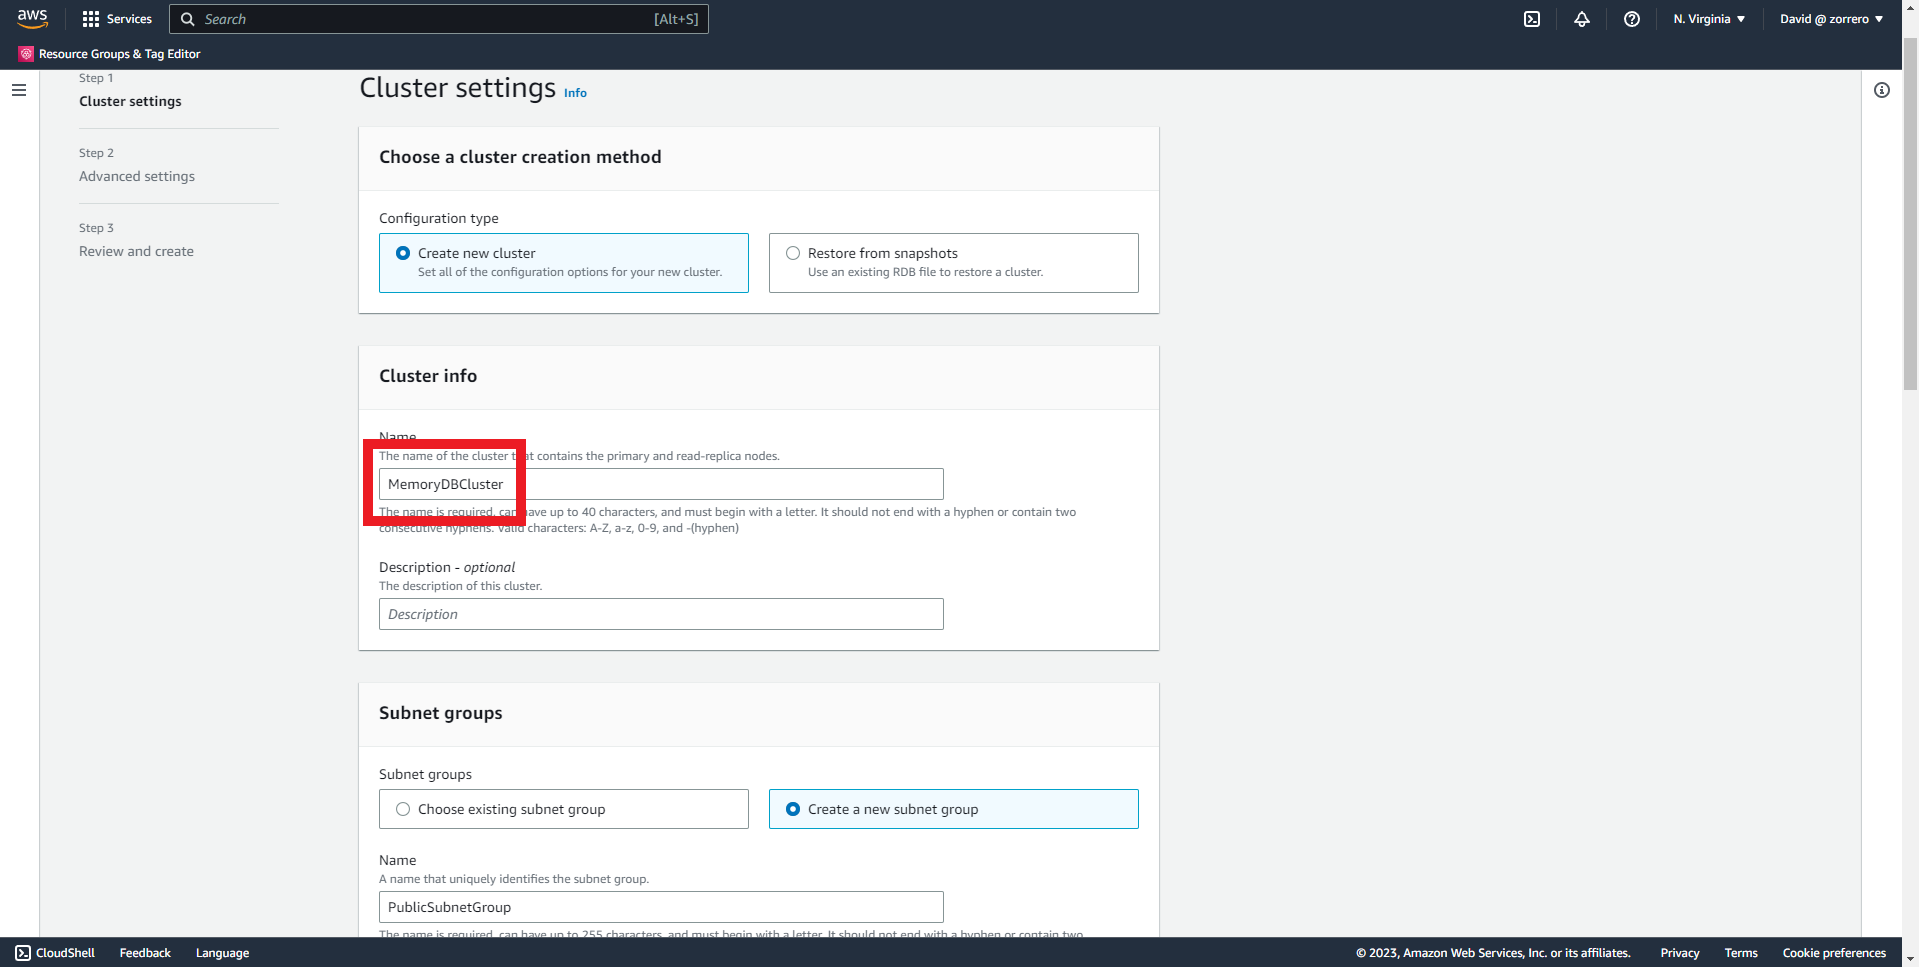 aws
Services
Search
[Alt+S]
N. Virginia
David @ zorrero
Resource Groups & Tag Editor
Step 1
Cluster settings
Step 2
Advanced settings
Step 3
Review and create
Cluster settings Info
Choose a cluster creation method
Configuration type
Create new cluster
Set all of the configuration options for your new cluster.
Restore from snapshots
Use an existing RDB file to restore a cluster.
Cluster info
Name
The name of the cluster that contains the primary and read-replica nodes.
MemoryDBCluster
The name is required, can have up to 40 characters, and must begin with a letter. It should not end with a hyphen or contain two
consecutive hyphens. Valid characters: A-Z, a-z, 0-9, and -(hyphen)
Description - optional
The description of this cluster.
Description
Subnet groups
Subnet groups
Choose existing subnet group
Create a new subnet group
Name
A name that uniquely identifies the subnet group.
PublicSubnetGroup
The name is required, can have up to 255 characters, and must begin with a letter. It should not end with a hyphen or contain two
CloudShell
Feedback
Language
© 2023, Amazon Web Services, Inc. or its affiliates.
Privacy
Terms
Cookie preferences